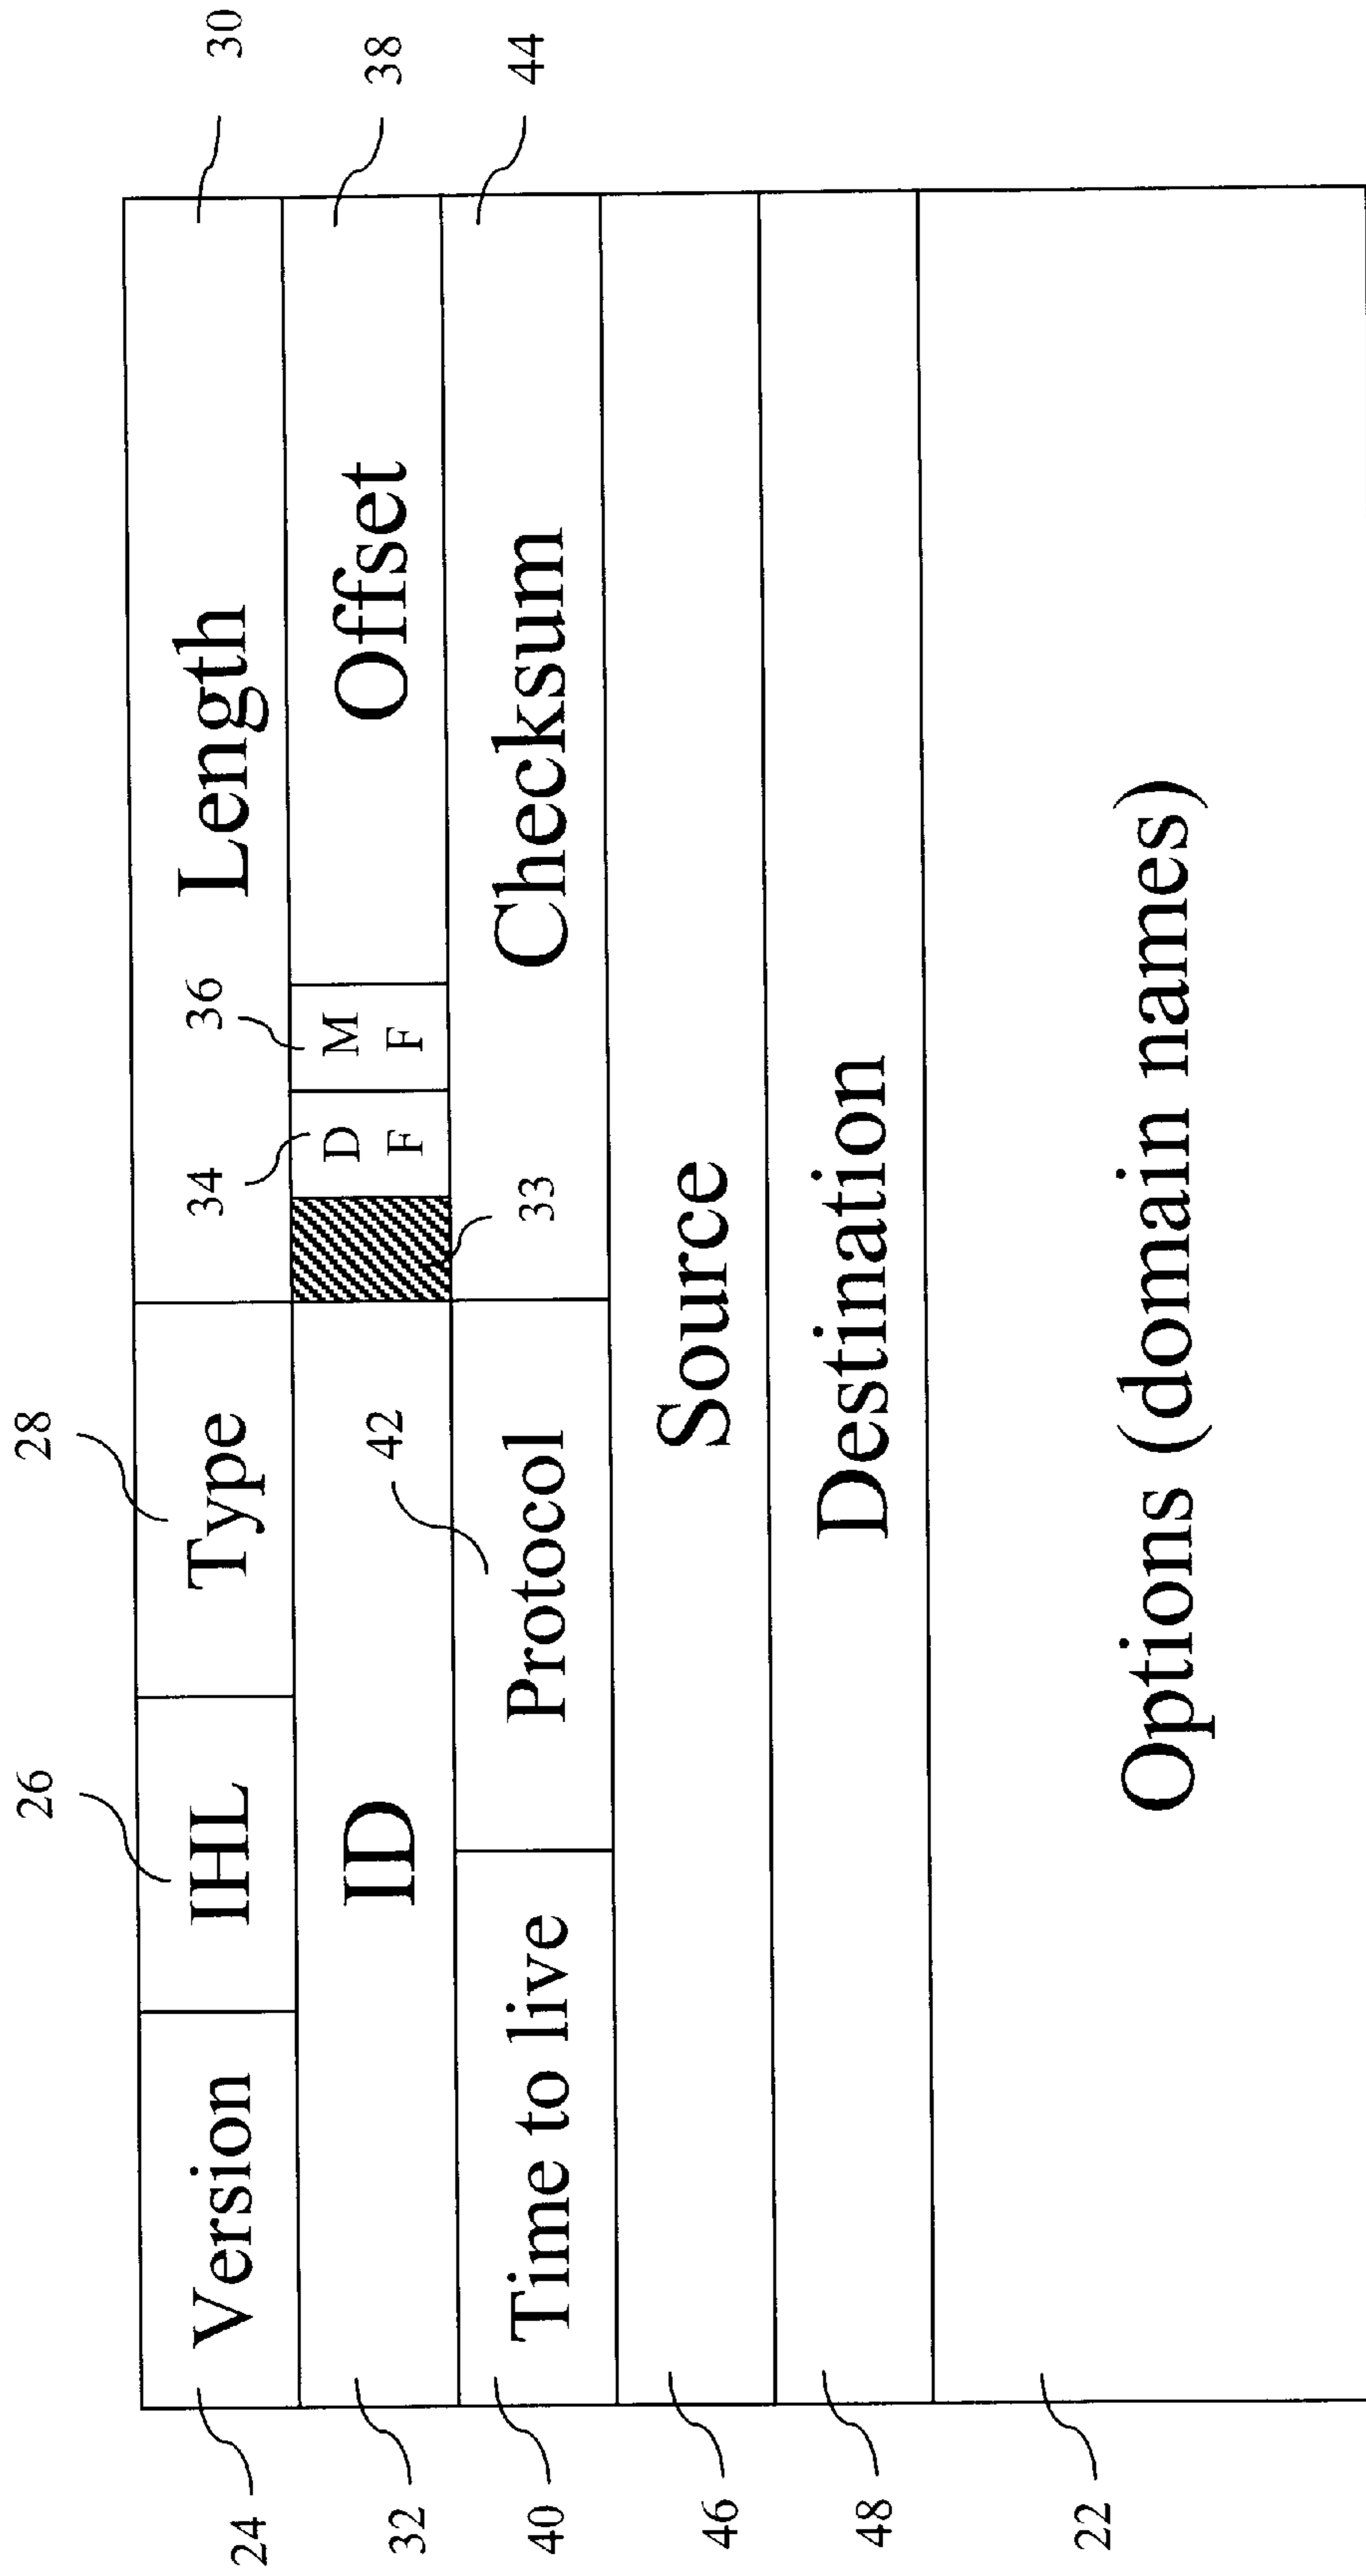 26
28
24
Version
IHL
Type
Length
30
34
36
32
ID
D
F
M
F
Offset
38
42
33
40
Time to live
Protocol
Checksum
44
46
Source
48
Destination
22
Options (domain names)